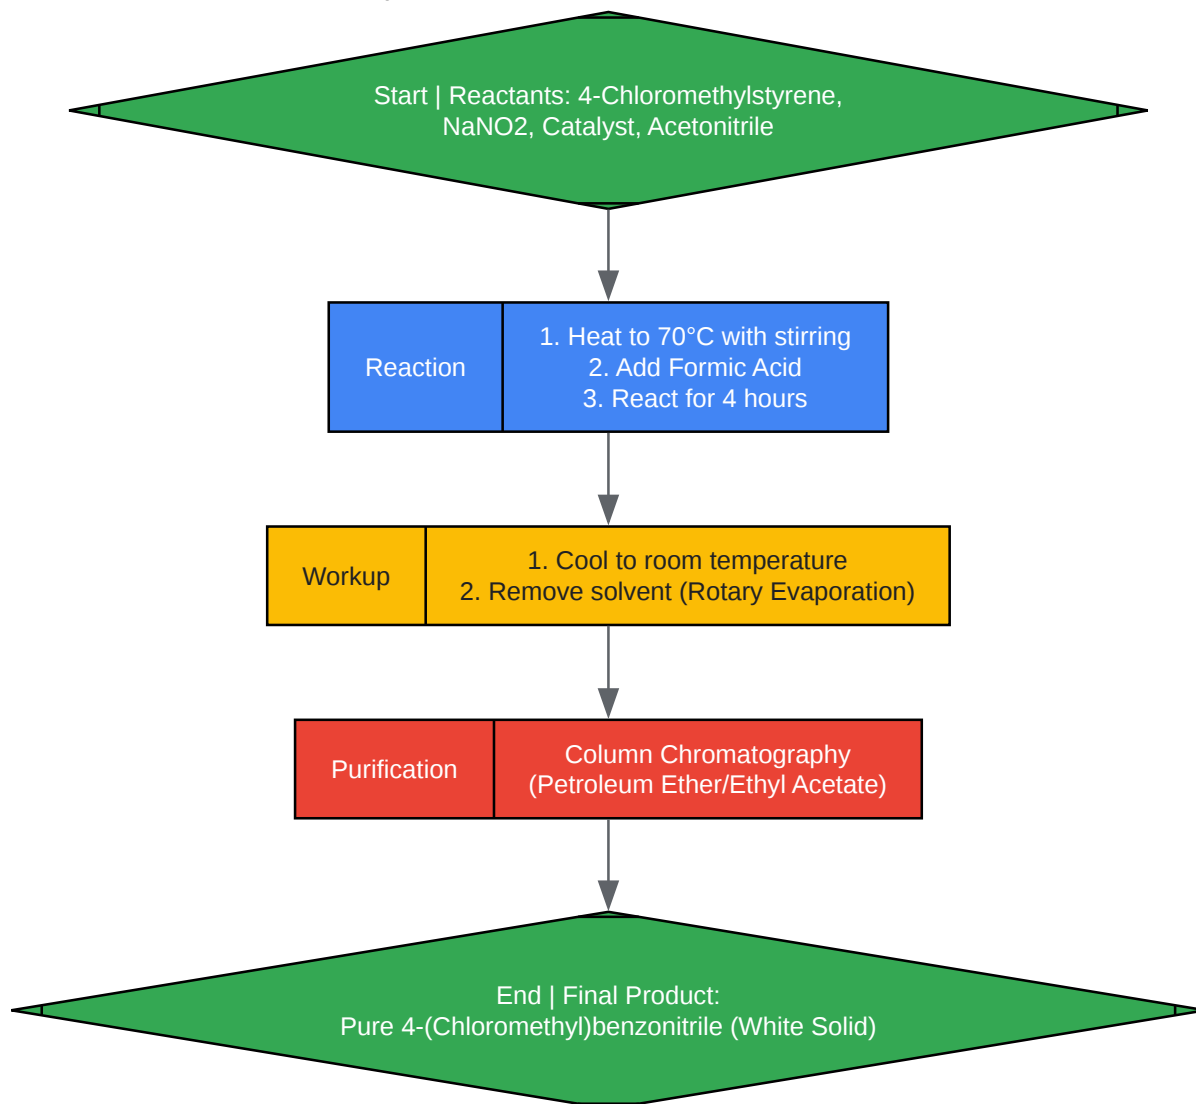 Start | Reactants: 4-Chloromethylstyrene,
NaNO2, Catalyst, Acetonitrile
Reaction
1. Heat to 70°C with stirring
2. Add Formic Acid
3. React for 4 hours
Workup
1. Cool to room temperature
2. Remove solvent (Rotary Evaporation)
Purification
Column Chromatography
(Petroleum Ether/Ethyl Acetate)
End | Final Product:
Pure 4-(Chloromethyl)benzonitrile (White Solid)